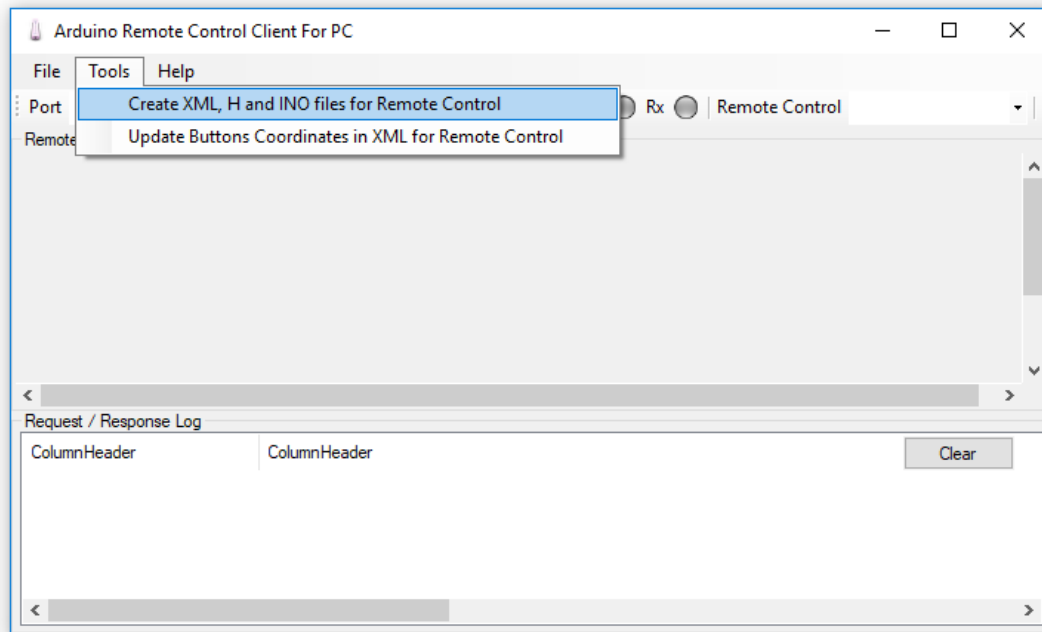 Arduino Remote Control Client For PC
File Tools Help
Port Rx Remote Control
Create XML, H and INO files for Remote Control
Update Buttons Coordinates in XML for Remote Control
Remote
Request / Response Log
ColumnHeader ColumnHeader Clear